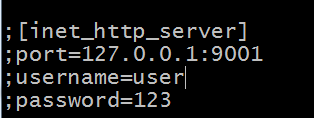 ;[inet_http_server]
;port=127.0.0.1:9001
;username=user
;password=123